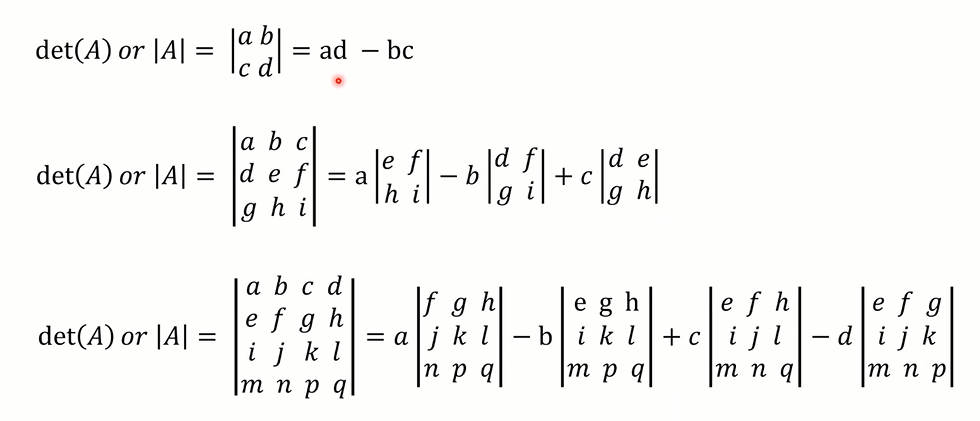 det(A) or |A| = |a b| = ad − bc
|c d|
|a b c|
det(A) or |A| = |d e f| = a |e f| − b |d f| + c |d e|
|g h i| |h i| |g i| |g h|
|a b c d|
|e f g h| |f g h| |e g h| |e f h| |e f g|
det(A) or |A| = |i j k l| = a |j k l| − b |i k l| + c |i j l| − d |i j k|
|m n p q| |n p q| |m p q| |m n q| |m n p|